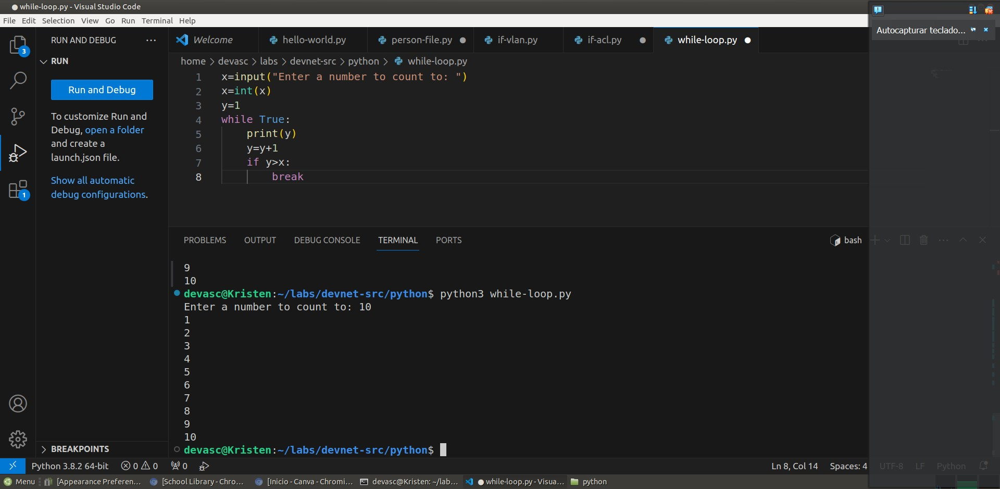 while-loop.py - Visual Studio Code
File Edit Selection View Go Run Terminal Help
Autocapturar teclado...
RUN AND DEBUG ...
Welcome hello-world.py person-file.py if-vlan.py if-acl.py while-loop.py
RUN
home > devasc > labs > devnet-src > python > while-loop.py
Run and Debug
To customize Run and
Debug, open a folder
and create a
launch.json file.
Show all automatic
debug configurations.
3
1
1 x=input("Enter a number to count to: ")
2 x=int(x)
3 y=1
4 while True:
5     print(y)
6     y=y+1
7     if y>x:
8         break
PROBLEMS OUTPUT DEBUG CONSOLE TERMINAL PORTS bash
9
10
devasc@Kristen:~/labs/devnet-src/python$ python3 while-loop.py
Enter a number to count to: 10
1
2
3
4
5
6
7
8
9
10
devasc@Kristen:~/labs/devnet-src/python$
BREAKPOINTS
Python 3.8.2 64-bit 0 0 0 Ln 8, Col 14 Spaces: 4 UTF-8 LF Python
Menu [Appearance Preferen... [School Library - Chro... [Inicio - Canva - Chromi... devasc@Kristen: ~/lab... while-loop.py - Visua... python